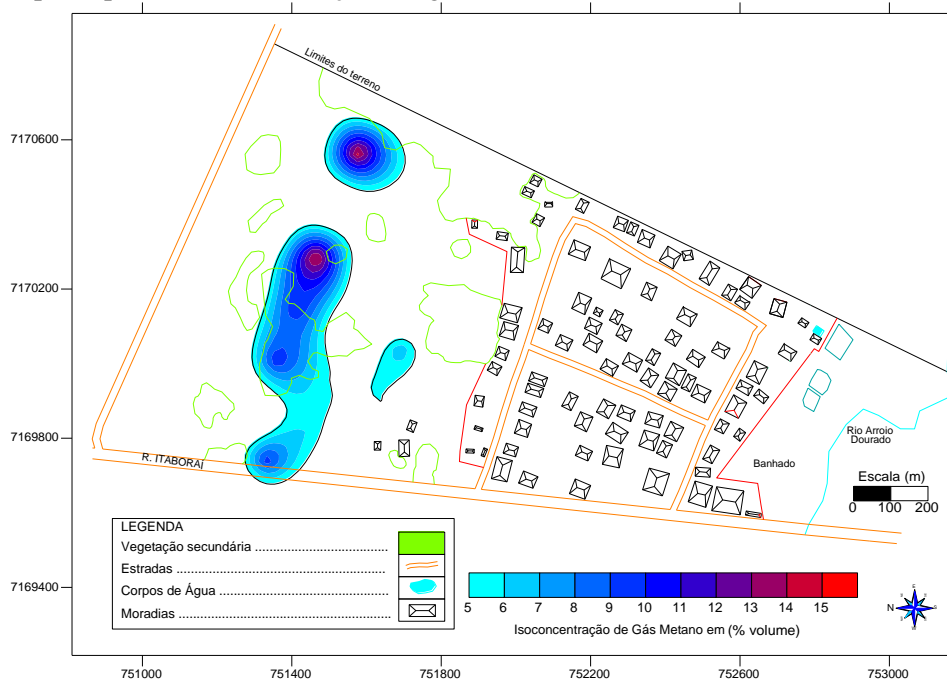 Limites do terreno
7170600
7170200
7169800
7169400
R. ITABORAÍ
Rio Arroio
Dourado
Banhado
Escala (m)
0 100 200
LEGENDA
Vegetação secundária
Estradas
Corpos de Água
Moradias
5 6 7 8 9 10 11 12 13 14 15
Isoconcentração de Gás Metano em (% volume)
N
751000 751400 751800 752200 752600 753000